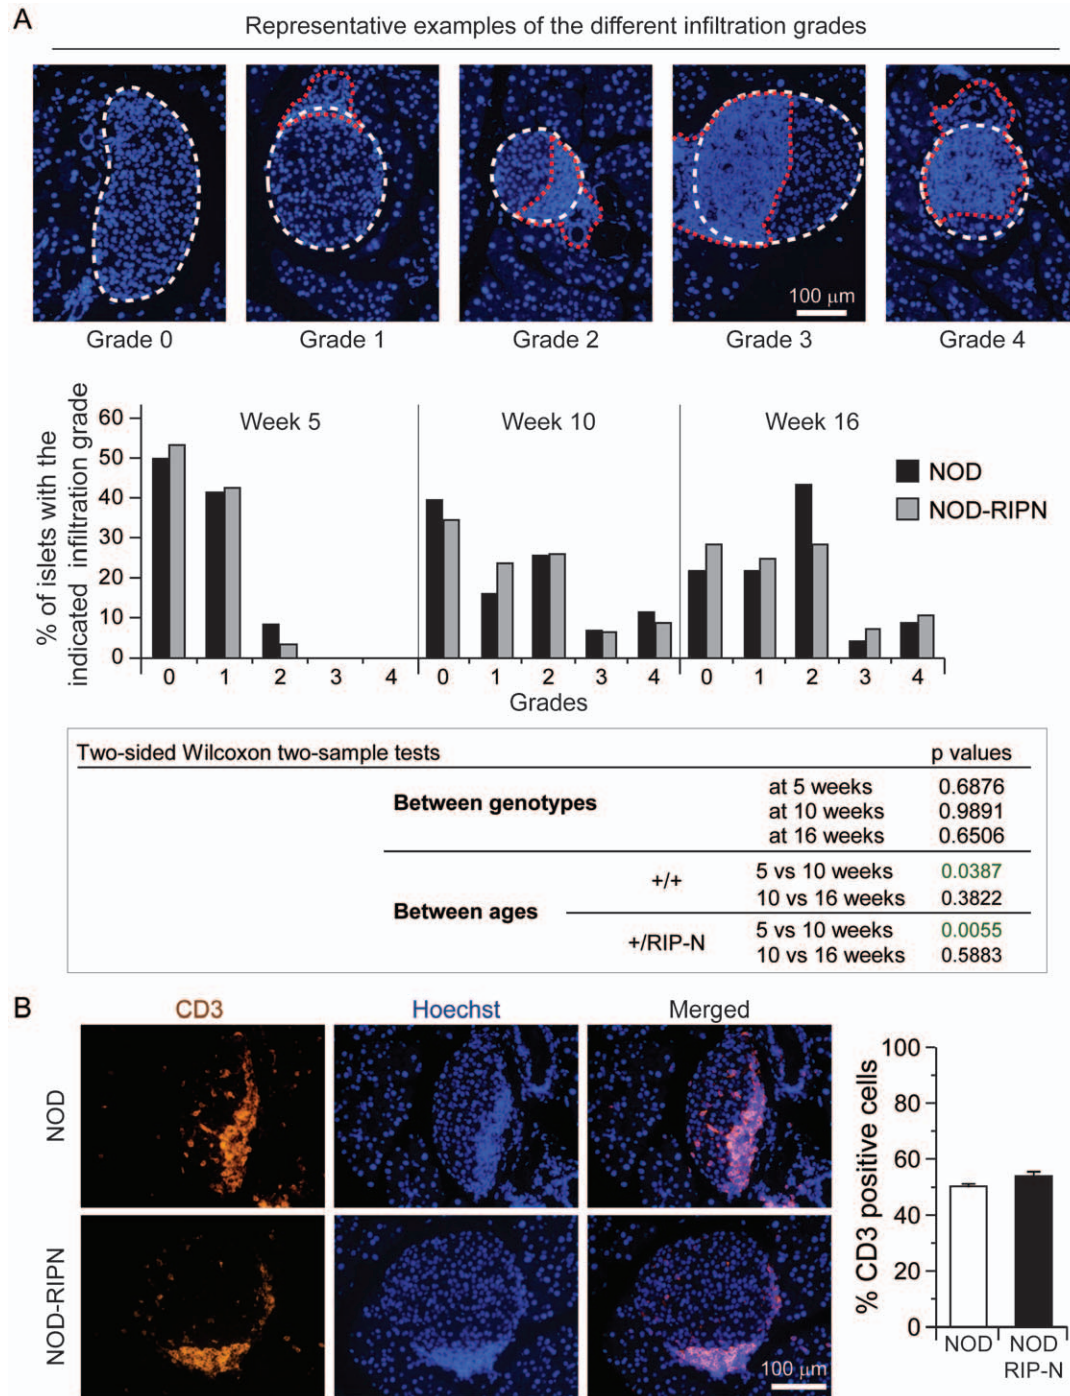 A
Representative examples of the different infiltration grades
100 μm
Grade 0
Grade 1
Grade 2
Grade 3
Grade 4
% of islets with the
indicated infiltration grade
60
50
40
30
20
10
0
Week 5
Week 10
Week 16
NOD
NOD-RIPN
0 1 2 3 4 0 1 2 3 4 0 1 2 3 4
Grades
Two-sided Wilcoxon two-sample tests p values
Between genotypes
at 5 weeks 0.6876
at 10 weeks 0.9891
at 16 weeks 0.6506
Between ages
+/+
5 vs 10 weeks 0.0387
10 vs 16 weeks 0.3822
+/RIP-N
5 vs 10 weeks 0.0055
10 vs 16 weeks 0.5883
B
CD3
Hoechst
Merged
NOD
NOD-RIPN
100 μm
% CD3 positive cells
100
80
60
40
20
0
NOD
NOD
RIP-N